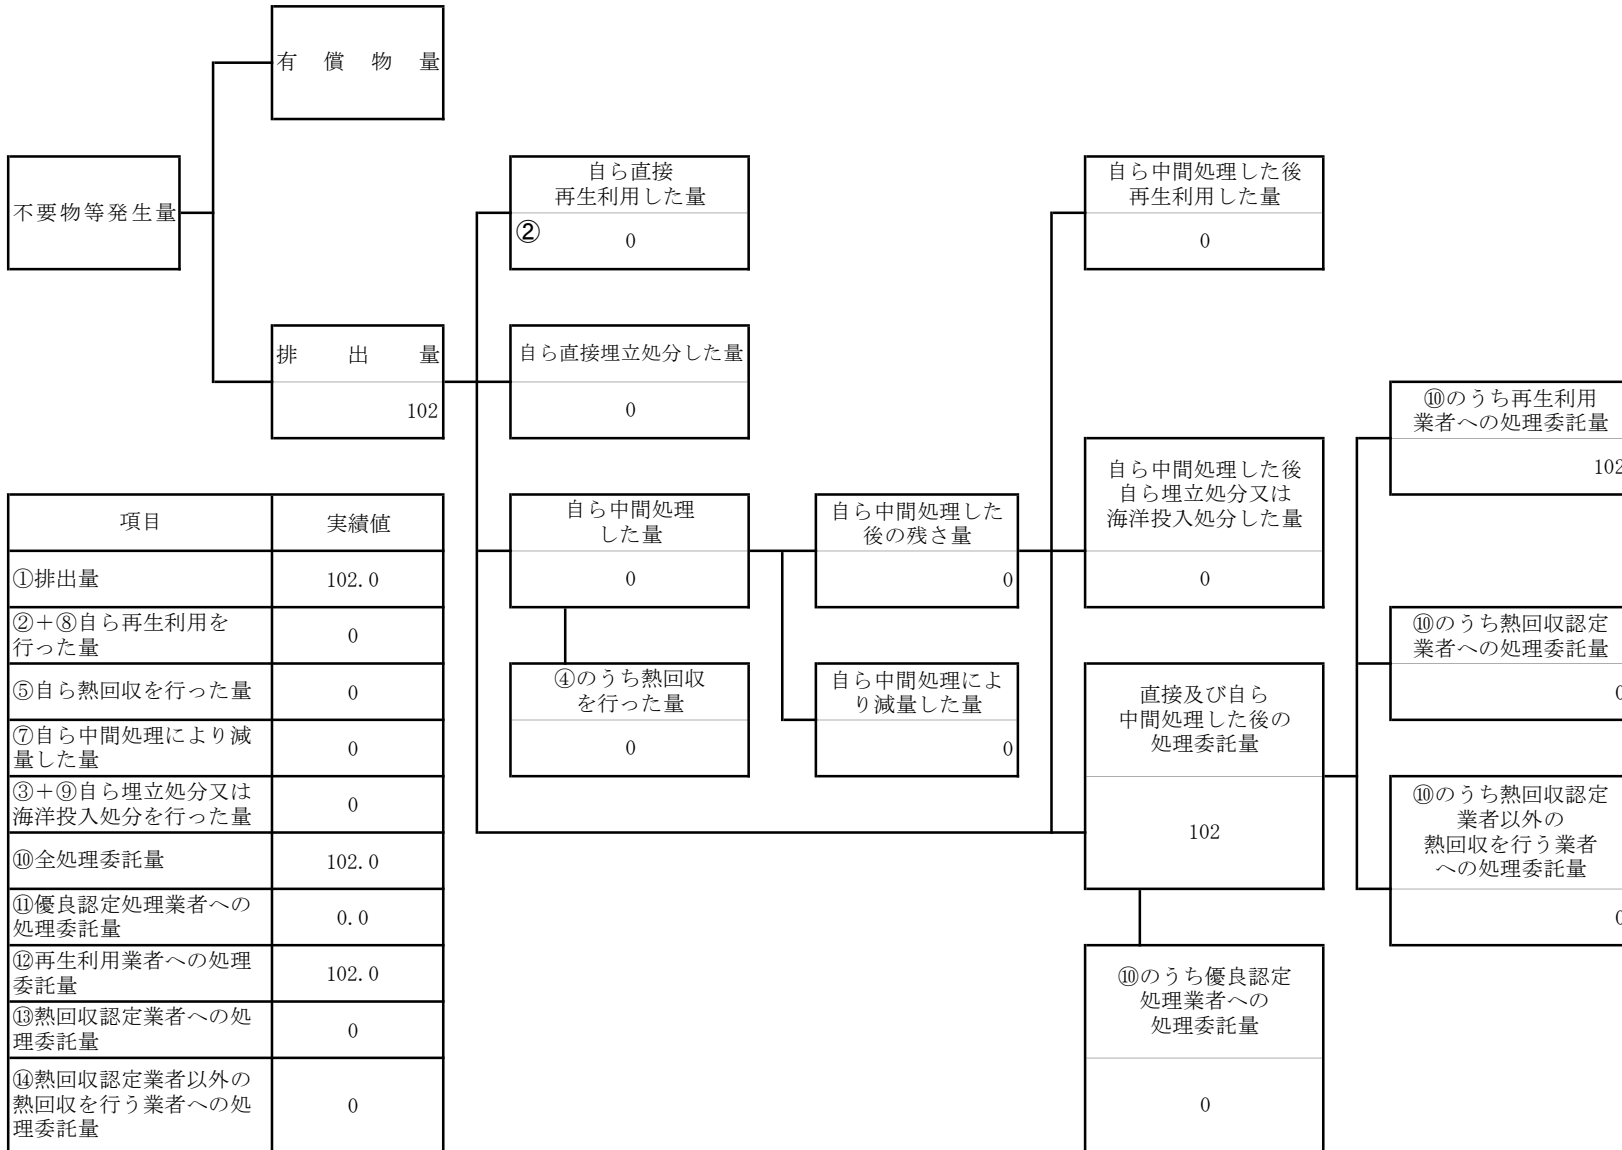 有償物量
不要物等発生量
自ら直接
再生利用した量
②
0
自ら中間処理した後
再生利用した量
0
排出量
102
自ら直接埋立処分した量
0
⑩のうち再生利用
業者への処理委託量
102
自ら中間処理した後
自ら埋立処分又は
海洋投入処分した量
0
自ら中間処理
した量
0
自ら中間処理した
後の残さ量
0
④のうち熱回収
を行った量
0
自ら中間処理によ
り減量した量
0
直接及び自ら
中間処理した後の
処理委託量
102
⑩のうち熱回収認定
業者への処理委託量
0
⑩のうち熱回収認定
業者以外の
熱回収を行う業者
への処理委託量
0
⑩のうち優良認定
処理業者への
処理委託量
0
項目 実績値
①排出量 102.0
②+⑧自ら再生利用を
行った量 0
⑤自ら熱回収を行った量 0
⑦自ら中間処理により減
量した量 0
③+⑨自ら埋立処分又は
海洋投入処分を行った量 0
⑩全処理委託量 102.0
⑪優良認定処理業者への
処理委託量 0.0
⑫再生利用業者への処理
委託量 102.0
⑬熱回収認定業者への処
理委託量 0
⑭熱回収認定業者以外の
熱回収を行う業者への処
理委託量 0